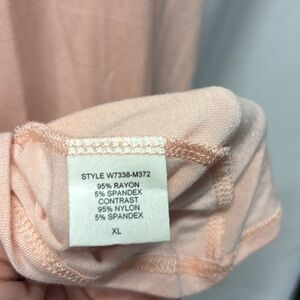 STYLE W7338-M372
95% RAYON
5% SPANDEX
CONTRAST
95% NYLON
5% SPANDEX
XL